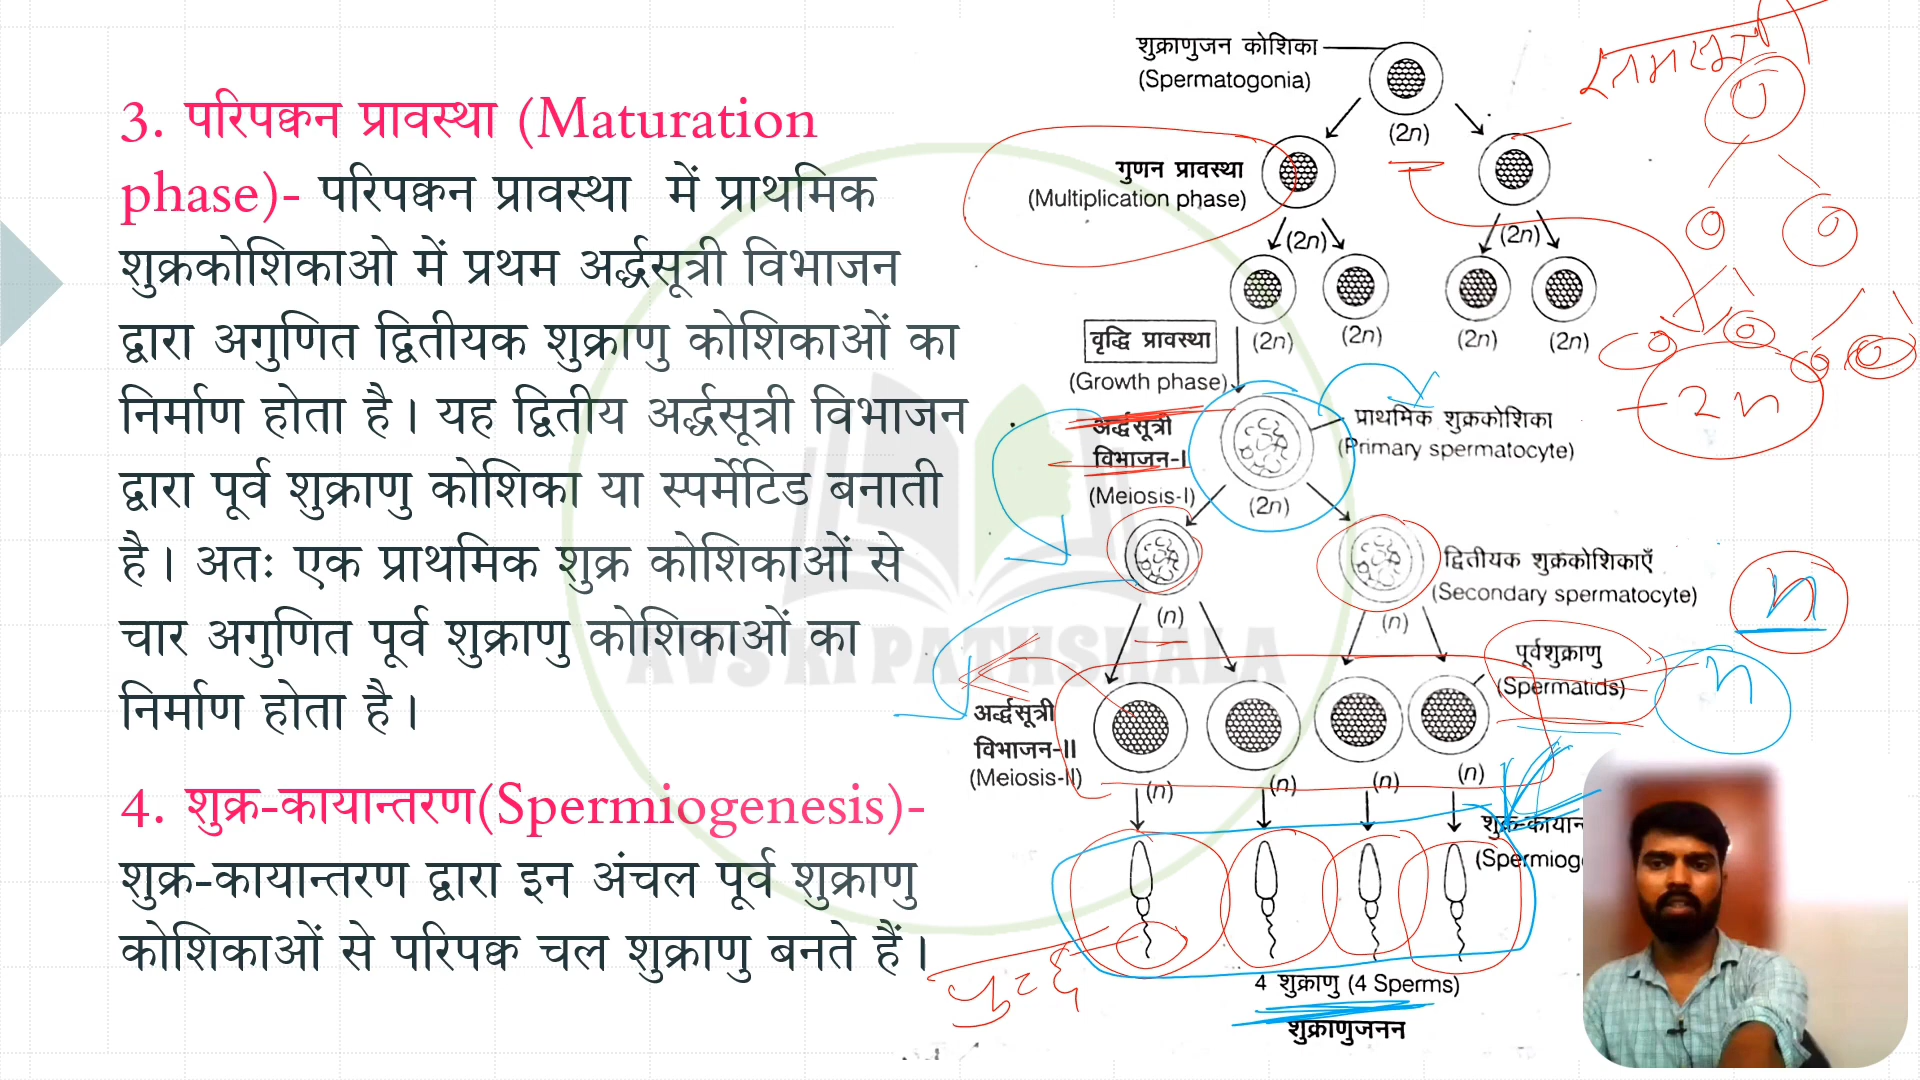 3. परिपक्वन प्रावस्था (Maturation
phase)- परिपक्वन प्रावस्था में प्राथमिक
शुक्रकोशिकाओ में प्रथम अर्द्धसूत्री विभाजन
द्वारा अगुणित द्वितीयक शुक्राणु कोशिकाओं का
निर्माण होता है। यह द्वितीय अर्द्धसूत्री विभाजन
द्वारा पूर्व शुक्राणु कोशिका या स्पर्मेटिड बनाती
है। अतः एक प्राथमिक शुक्र कोशिकाओं से
चार अगुणित पूर्व शुक्राणु कोशिकाओं का
निर्माण होता है।
4. शुक्र-कायान्तरण(Spermiogenesis)-
शुक्र-कायान्तरण द्वारा इन अंचल पूर्व शुक्राणु
कोशिकाओं से परिपक्व चल शुक्राणु बनते हैं।
शुक्राणुजन कोशिका
(Spermatogonia)
(2n)
गुणन प्रावस्था
(Multiplication phase)
(2n) (2n)
(2n) (2n) (2n) (2n)
वृद्धि प्रावस्था
(Growth phase)
2n
अर्द्धसूत्री
विभाजन-I
(Meiosis-I)
प्राथमिक शुक्रकोशिका
(Primary spermatocyte)
(2n)
द्वितीयक शुक्रकोशिकाएँ
(Secondary spermatocyte)
n
(n) (n)
पूर्वशुक्राणु
(Spermatids)
n
अर्द्धसूत्री
विभाजन-II
(Meiosis-II)
(n) (n) (n) (n)
शुक्र-कायान
(Spermiog
पुच्छ
4 शुक्राणु (4 Sperms)
शुक्राणुजनन
AVSKI PATHSHALA